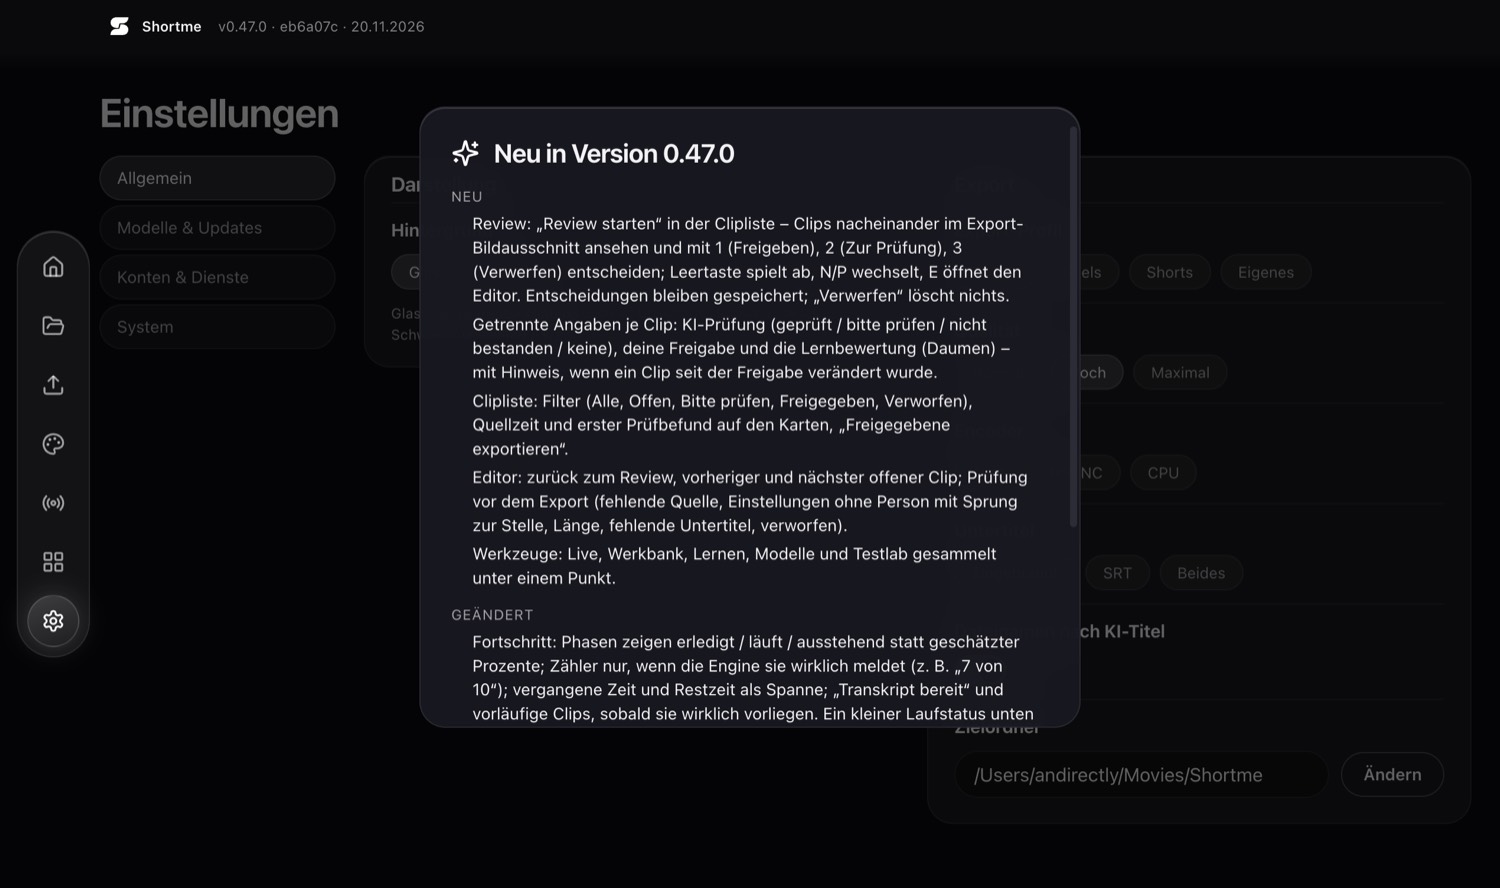 Shortme v0.47.0 · eb6a07c · 20.11.2026
Einstellungen
Allgemein
Modelle & Updates
Konten & Dienste
System
Neu in Version 0.47.0
NEU
Review: „Review starten“ in der Clipliste – Clips nacheinander im Export-
Bildausschnitt ansehen und mit 1 (Freigeben), 2 (Zur Prüfung), 3
(Verwerfen) entscheiden; Leertaste spielt ab, N/P wechselt, E öffnet den
Editor. Entscheidungen bleiben gespeichert; „Verwerfen“ löscht nichts.
Getrennte Angaben je Clip: KI-Prüfung (geprüft / bitte prüfen / nicht
bestanden / keine), deine Freigabe und die Lernbewertung (Daumen) –
mit Hinweis, wenn ein Clip seit der Freigabe verändert wurde.
Clipliste: Filter (Alle, Offen, Bitte prüfen, Freigegeben, Verworfen),
Quellzeit und erster Prüfbefund auf den Karten, „Freigegebene
exportieren“.
Editor: zurück zum Review, vorheriger und nächster offener Clip; Prüfung
vor dem Export (fehlende Quelle, Einstellungen ohne Person mit Sprung
zur Stelle, Länge, fehlende Untertitel, verworfen).
Werkzeuge: Live, Werkbank, Lernen, Modelle und Testlab gesammelt
unter einem Punkt.
GEÄNDERT
Fortschritt: Phasen zeigen erledigt / läuft / ausstehend statt geschätzter
Prozente; Zähler nur, wenn die Engine sie wirklich meldet (z. B. „7 von
10“); vergangene Zeit und Restzeit als Spanne; „Transkript bereit“ und
vorläufige Clips, sobald sie wirklich vorliegen. Ein kleiner Laufstatus unten
Shorts
Eigenes
Maximal
CPU
SRT
Beides
KI-Titel
Zielordner
/Users/andirectly/Movies/Shortme
Ändern